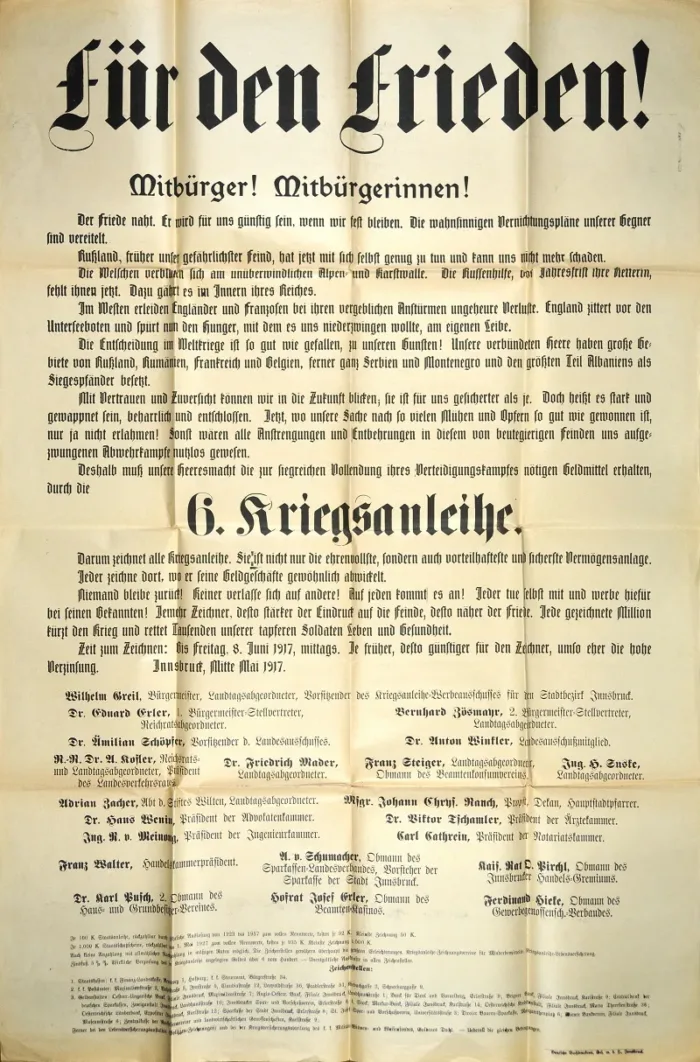 Für den Frieden!
Mitbürger! Mitbürgerinnen!
Der Friede naht. Er wird für uns günstig sein, wenn wir fest bleiben. Die wahnsinnigen Vernichtungspläne unserer Gegner
sind vereitelt.
Rußland, früher unser gefährlichster Feind, hat jetzt mit sich selbst genug zu tun und kann uns nicht mehr schaden.
Die Welschen verbluten sich am unüberwindlichen Alpen- und Karstwalle. Die Russenhilfe, vor Jahresfrist ihre Retterin,
fehlt ihnen jetzt. Dazu gährt es im Innern ihres Reiches.
Im Westen erleiden Engländer und Franzosen bei ihren vergeblichen Anstürmen ungeheure Verluste. England zittert vor den
Unterseebooten und spürt nun den Hunger, mit dem es uns niederzwingen wollte, am eigenen Leibe.
Die Entscheidung im Weltkriege ist so gut wie gefallen, zu unseren Gunsten! Unsere verbündeten Heere haben große Ge-
biete von Rußland, Rumänien, Frankreich und Belgien, ferner ganz Serbien und Montenegro und den größten Teil Albaniens als
Siegespfänder besetzt.
Mit Vertrauen und Zuversicht können wir in die Zukunft blicken; sie ist für uns gesicherter als je. Doch heißt es stark und
gewappnet sein, beharrlich und entschlossen. Jetzt, wo unsere Sache nach so vielen Mühen und Opfern so gut wie gewonnen ist,
nur ja nicht erlahmen! Sonst wären alle Anstrengungen und Entbehrungen in diesem von beutegierigen Feinden uns aufge-
zwungenen Abwehrkampfe nutzlos gewesen.
Deshalb muß unsere Heeresmacht die zur siegreichen Vollendung ihres Verteidigungskampfes nötigen Geldmittel erhalten,
durch die
6. Kriegsanleihe.
Darum zeichnet alle Kriegsanleihe. Sie ist nicht nur die ehrenvollste, sondern auch vorteilhafteste und sicherste Vermögensanlage.
Jeder zeichne dort, wo er seine Geldgeschäfte gewöhnlich abwickelt.
Niemand bleibe zurück! Keiner verlasse sich auf andere! Auf jeden kommt es an! Jeder tue selbst mit und werbe hiefür
bei seinen Bekannten! Je mehr Zeichner, desto stärker der Eindruck auf die Feinde, desto näher der Friede. Jede gezeichnete Million
kürzt den Krieg und rettet Tausenden unserer tapferen Soldaten Leben und Gesundheit.
Zeit zum Zeichnen: Bis Freitag, 8. Juni 1917, mittags. Je früher, desto günstiger für den Zeichner, umso eher die hohe
Verzinsung. Innsbruck, Mitte Mai 1917.
Wilhelm Greil, Bürgermeister, Landtagsabgeordneter, Vorsitzender des Kriegsanleihe-Werbeausschusses für den Stadtbezirk Innsbruck.
Dr. Eduard Erler, 1. Bürgermeister-Stellvertreter, Reichratsabgeordneter.
Bernhard Zösmayr, 2. Bürgermeister-Stellvertreter, Landtagsabgeordneter.
Dr. Ämilian Schöpfer, Vorsitzender d. Landesausschusses.
Dr. Anton Winkler, Landesausschußmitglied.
R.-R. Dr. A. Kofler, Reichsrats-
und Landtagsabgeordneter, Präsident
des Landesverkehrsrates.
Dr. Friedrich Mader,
Landtagsabgeordneter.
Franz Steiger, Landtagsabgeordneter,
Obmann des Beamtenkonsumvereins.
Ing. H. Suske,
Landtagsabgeordneter.
Adrian Zacher, Abt d. Stiftes Wilten, Landtagsabgeordneter.
Msgr. Johann Chrys. Rauch, Propst, Dekan, Hauptstadtpfarrer.
Dr. Hans Wenin, Präsident der Advokatenkammer.
Dr. Viktor Tschamler, Präsident der Ärztekammer.
Ing. R. v. Meinong, Präsident der Ingenieurkammer.
Carl Cathrein, Präsident der Notariatskammer.
Franz Walter, Handelskammerpräsident.
A. v. Schumacher, Obmann des
Sparkassen-Landesverbandes, Vorsteher der
Sparkasse der Stadt Innsbruck.
Kais. Rat O. Pirchl, Obmann des
Innsbrucker Handels-Gremiums.
Dr. Karl Pusch, 2. Obmann des
Haus- und Grundbesitzer-Vereines.
Hofrat Josef Erler, Obmann des
Beamten-Kasinos.
Ferdinand Hiele, Obmann des
Gewerbegenossensch.-Verbandes.
Zeichenstellen: